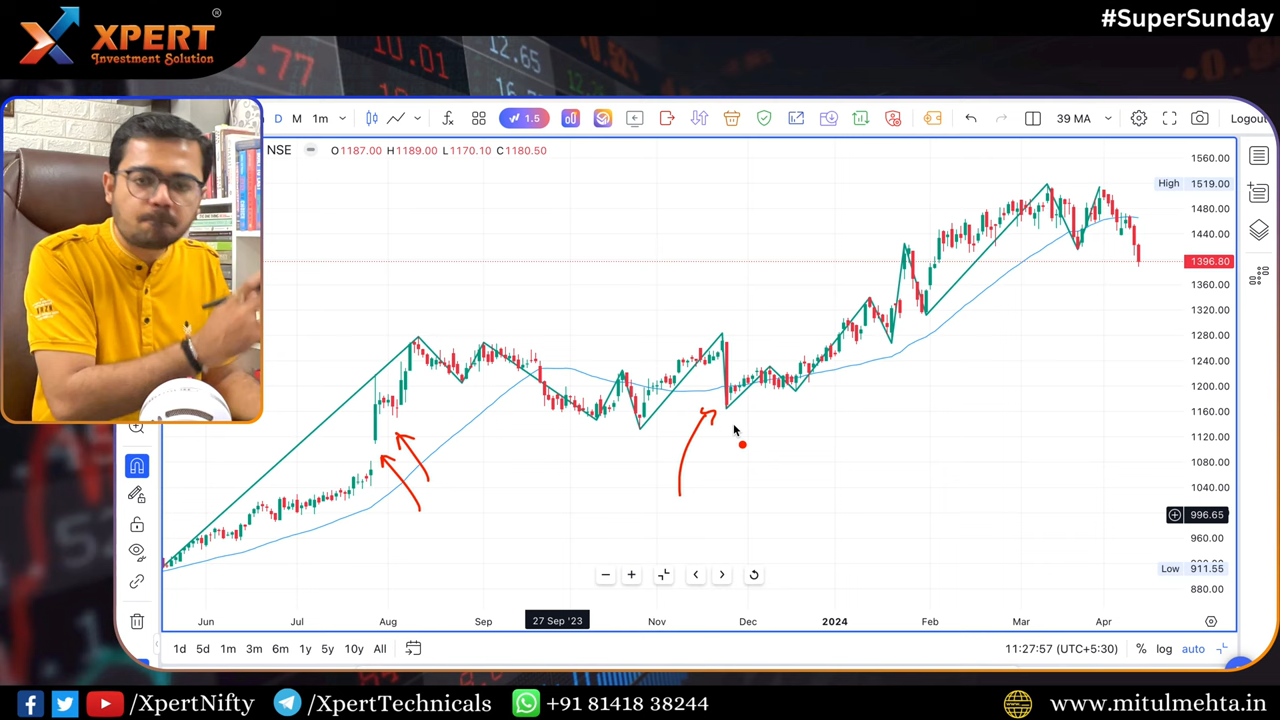 XPERT
Investment Solution
®
#SuperSunday
D M 1m
1.5
39 MA
Logout
NSE O1187.00 H1189.00 L1170.10 C1180.50
1560.00
High 1519.00
1480.00
1440.00
1396.80
1360.00
1320.00
1280.00
1240.00
1200.00
1160.00
1120.00
1080.00
1040.00
996.65
960.00
Low 911.55
880.00
Jun Jul Aug Sep 27 Sep '23 Nov Dec 2024 Feb Mar Apr
1d 5d 1m 3m 6m 1y 5y 10y All
11:27:57 (UTC+5:30) % log auto
/XpertNifty /XpertTechnicals +91 81418 38244 www.mitulmehta.in